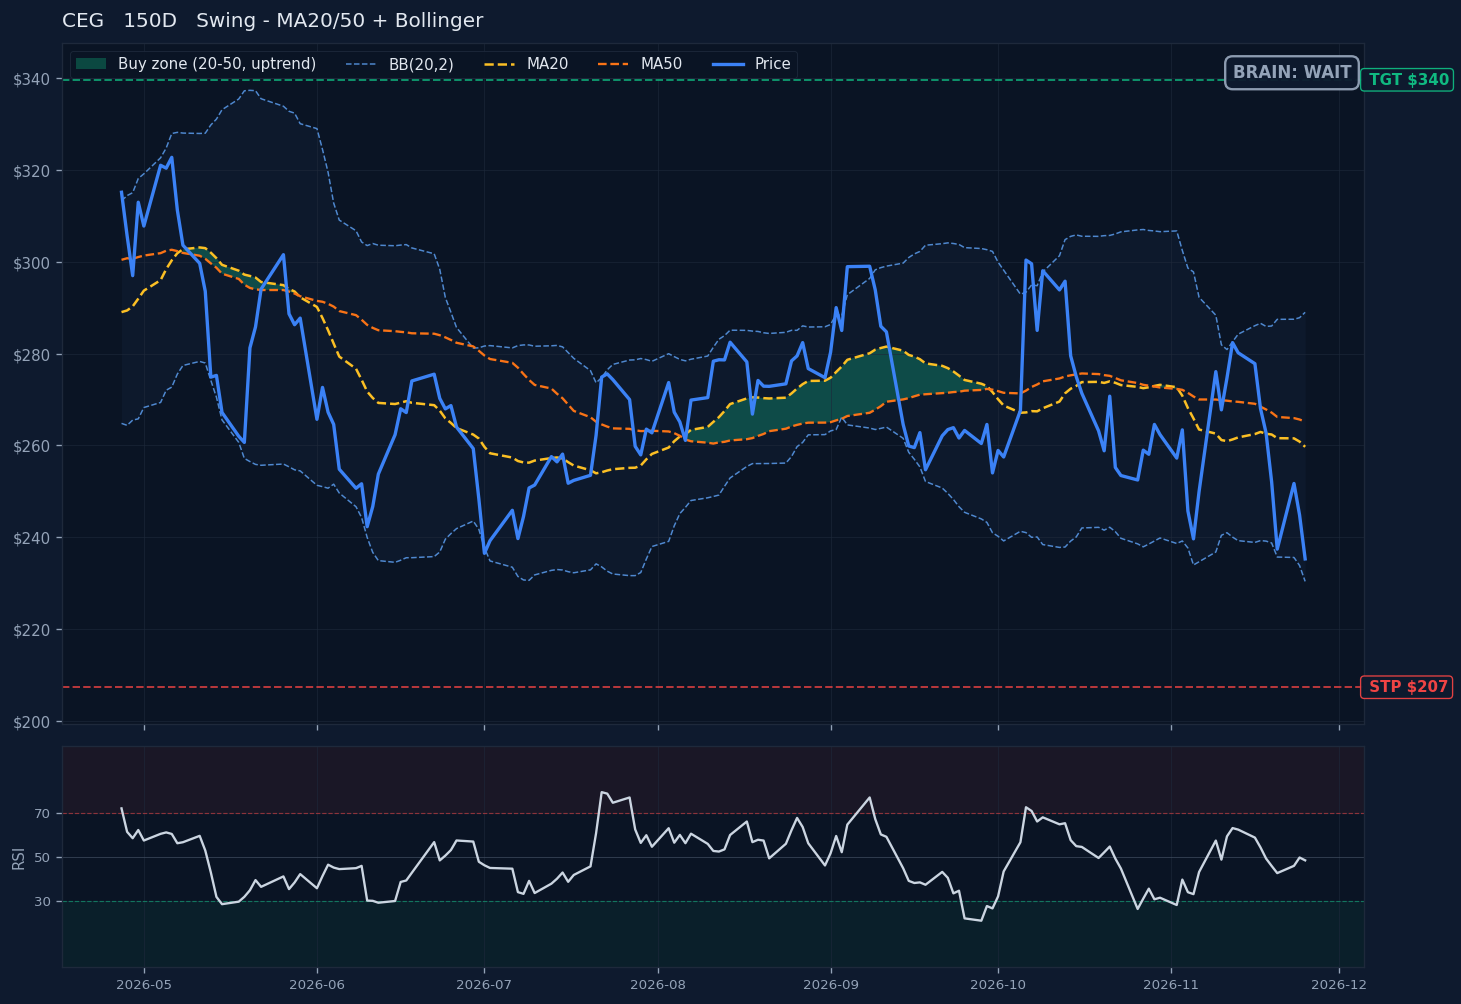 CEG   150D   Swing - MA20/50 + Bollinger
Buy zone (20-50, uptrend)   BB(20,2)   MA20   MA50   Price
BRAIN: WAIT
TGT $340
$340
$320
$300
$280
$260
$240
$220
$200
STP $207
RSI
70
50
30
2026-05   2026-06   2026-07   2026-08   2026-09   2026-10   2026-11   2026-12